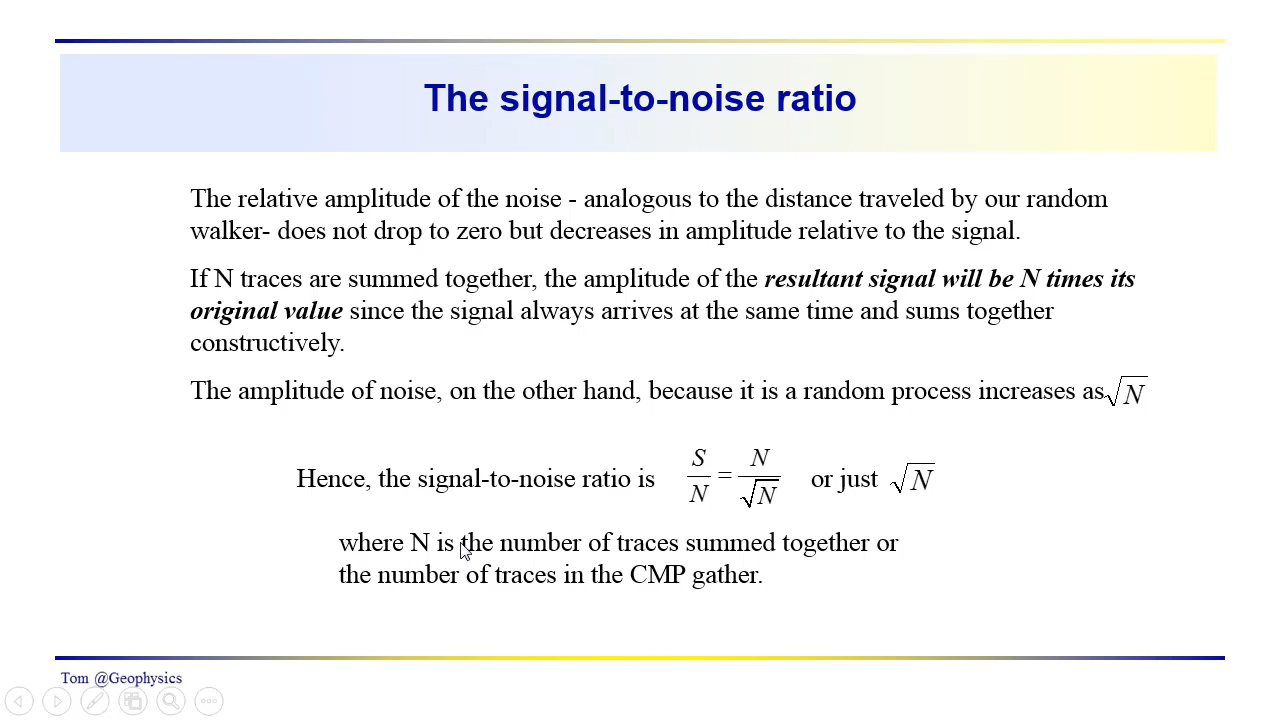 The signal-to-noise ratio
The relative amplitude of the noise - analogous to the distance traveled by our random
walker- does not drop to zero but decreases in amplitude relative to the signal.
If N traces are summed together, the amplitude of the resultant signal will be N times its
original value since the signal always arrives at the same time and sums together
constructively.
The amplitude of noise, on the other hand, because it is a random process increases as √N
Hence, the signal-to-noise ratio is S/N = N/√N or just √N
where N is the number of traces summed together or
the number of traces in the CMP gather.
Tom @Geophysics